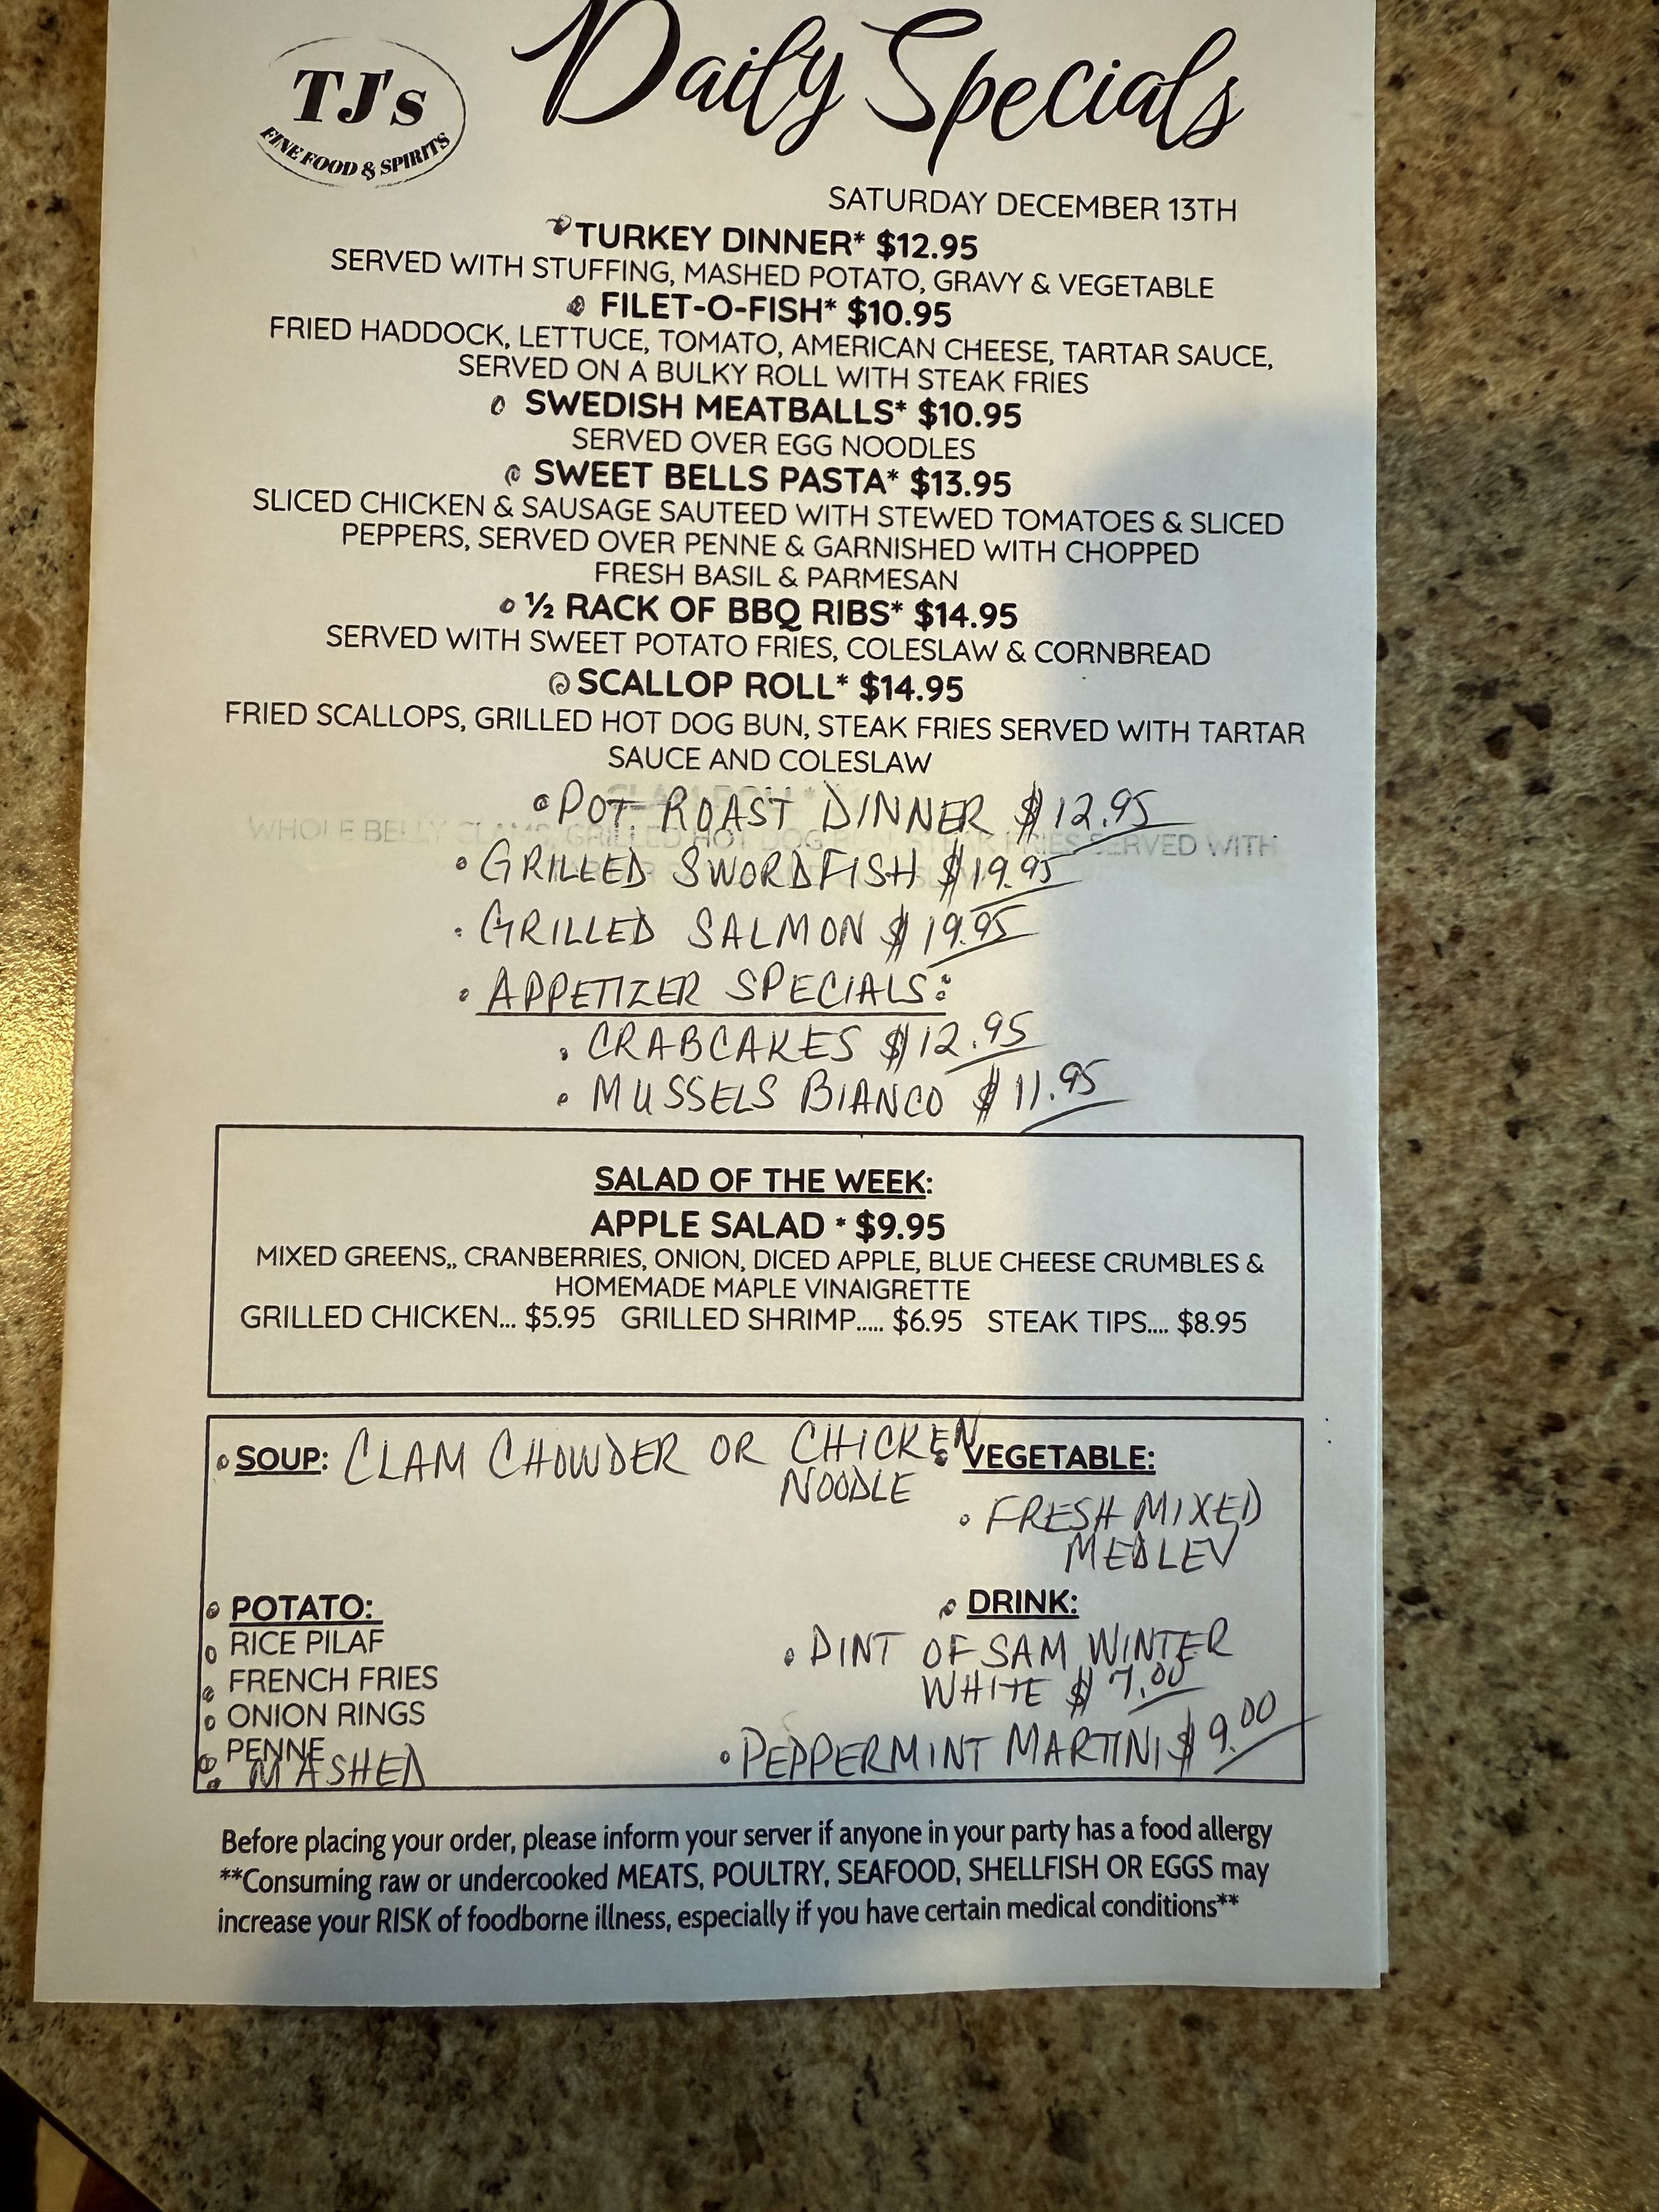 TJ's
FINE FOOD & SPIRITS
Daily Specials
SATURDAY DECEMBER 13TH
TURKEY DINNER* $12.95
SERVED WITH STUFFING, MASHED POTATO, GRAVY & VEGETABLE
FILET-O-FISH* $10.95
FRIED HADDOCK, LETTUCE, TOMATO, AMERICAN CHEESE, TARTAR SAUCE,
SERVED ON A BULKY ROLL WITH STEAK FRIES
SWEDISH MEATBALLS* $10.95
SERVED OVER EGG NOODLES
SWEET BELLS PASTA* $13.95
SLICED CHICKEN & SAUSAGE SAUTEED WITH STEWED TOMATOES & SLICED
PEPPERS, SERVED OVER PENNE & GARNISHED WITH CHOPPED
FRESH BASIL & PARMESAN
½ RACK OF BBQ RIBS* $14.95
SERVED WITH SWEET POTATO FRIES, COLESLAW & CORNBREAD
SCALLOP ROLL* $14.95
FRIED SCALLOPS, GRILLED HOT DOG BUN, STEAK FRIES SERVED WITH TARTAR
SAUCE AND COLESLAW
• POT ROAST DINNER $12.95
WHOLE BELLY CLAMS, GRILLED HOT DOG FRIES SERVED WITH
• GRILLED SWORDFISH $19.95
• GRILLED SALMON $19.95
• APPETIZER SPECIALS:
• CRABCAKES $12.95
• MUSSELS BIANCO $11.95
SALAD OF THE WEEK:
APPLE SALAD * $9.95
MIXED GREENS,, CRANBERRIES, ONION, DICED APPLE, BLUE CHEESE CRUMBLES &
HOMEMADE MAPLE VINAIGRETTE
GRILLED CHICKEN... $5.95 GRILLED SHRIMP..... $6.95 STEAK TIPS.... $8.95
• SOUP: CLAM CHOWDER OR CHICKEN
NOODLE
• VEGETABLE:
• FRESH MIXED
MEDLEY
• POTATO:
• RICE PILAF
• FRENCH FRIES
• ONION RINGS
• PENNE
• MASHED
• DRINK:
• PINT OF SAM WINTER
WHITE $7.00
• PEPPERMINT MARTINI $9.00
Before placing your order, please inform your server if anyone in your party has a food allergy
**Consuming raw or undercooked MEATS, POULTRY, SEAFOOD, SHELLFISH OR EGGS may
increase your RISK of foodborne illness, especially if you have certain medical conditions**